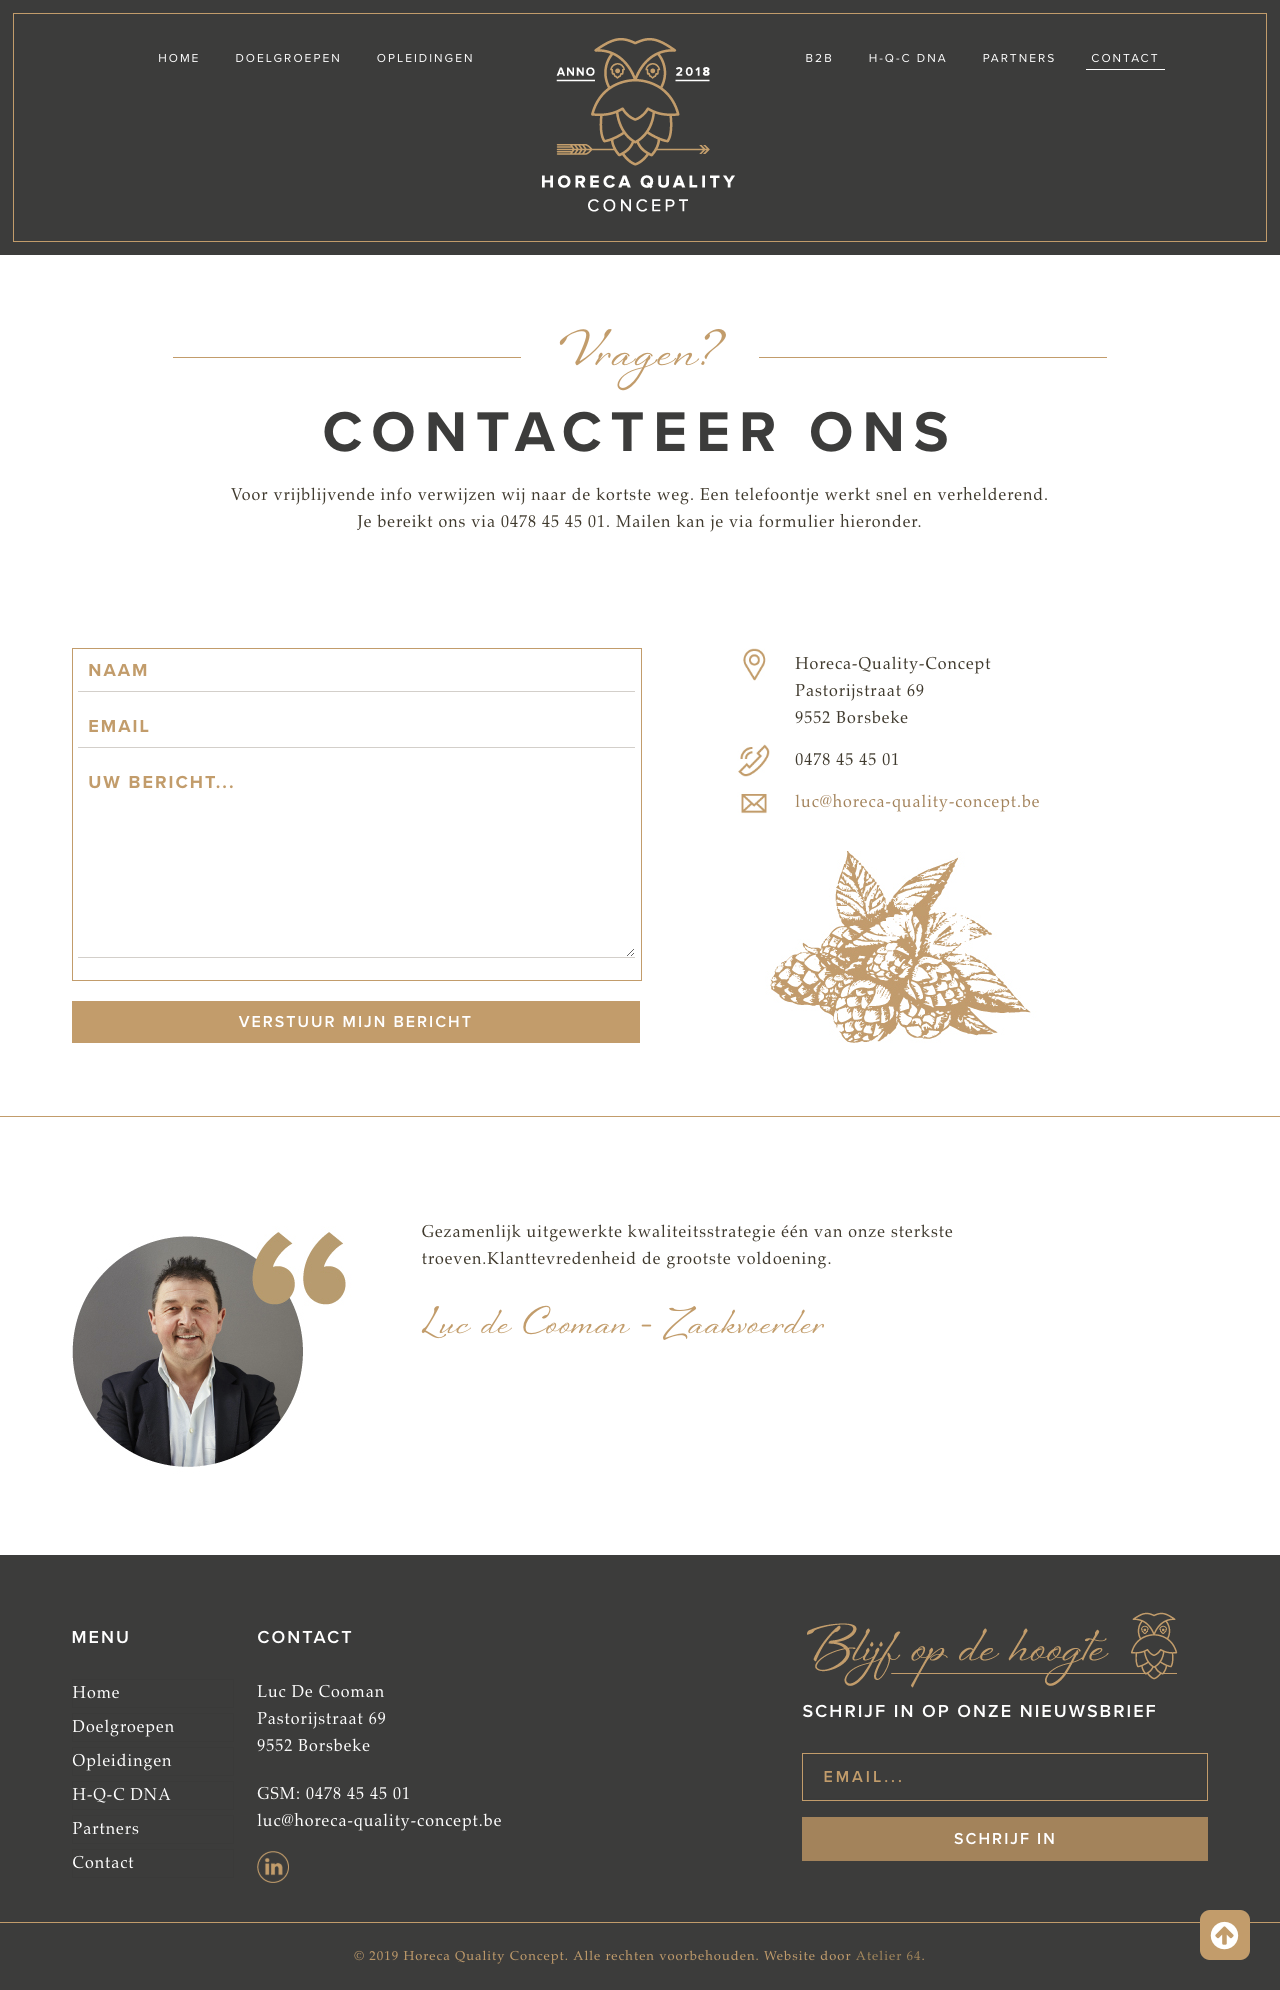 HOME DOELGROEPEN OPLEIDINGEN
ANNO 2018
HORECA QUALITY
CONCEPT
B2B H-Q-C DNA PARTNERS CONTACT
Vragen?
CONTACTEER ONS
Voor vrijblijvende info verwijzen wij naar de kortste weg. Een telefoontje werkt snel en verhelderend.
Je bereikt ons via 0478 45 45 01. Mailen kan je via formulier hieronder.
NAAM
EMAIL
UW BERICHT...
VERSTUUR MIJN BERICHT
Horeca-Quality-Concept
Pastorijstraat 69
9552 Borsbeke
0478 45 45 01
luc@horeca-quality-concept.be
Gezamenlijk uitgewerkte kwaliteitsstrategie één van onze sterkste
troeven.Klanttevredenheid de grootste voldoening.
Luc de Cooman - Zaakvoerder
MENU
Home
Doelgroepen
Opleidingen
H-Q-C DNA
Partners
Contact
CONTACT
Luc De Cooman
Pastorijstraat 69
9552 Borsbeke
GSM: 0478 45 45 01
luc@horeca-quality-concept.be
in
Blijf op de hoogte
SCHRIJF IN OP ONZE NIEUWSBRIEF
EMAIL...
SCHRIJF IN
© 2019 Horeca Quality Concept. Alle rechten voorbehouden. Website door Atelier 64.